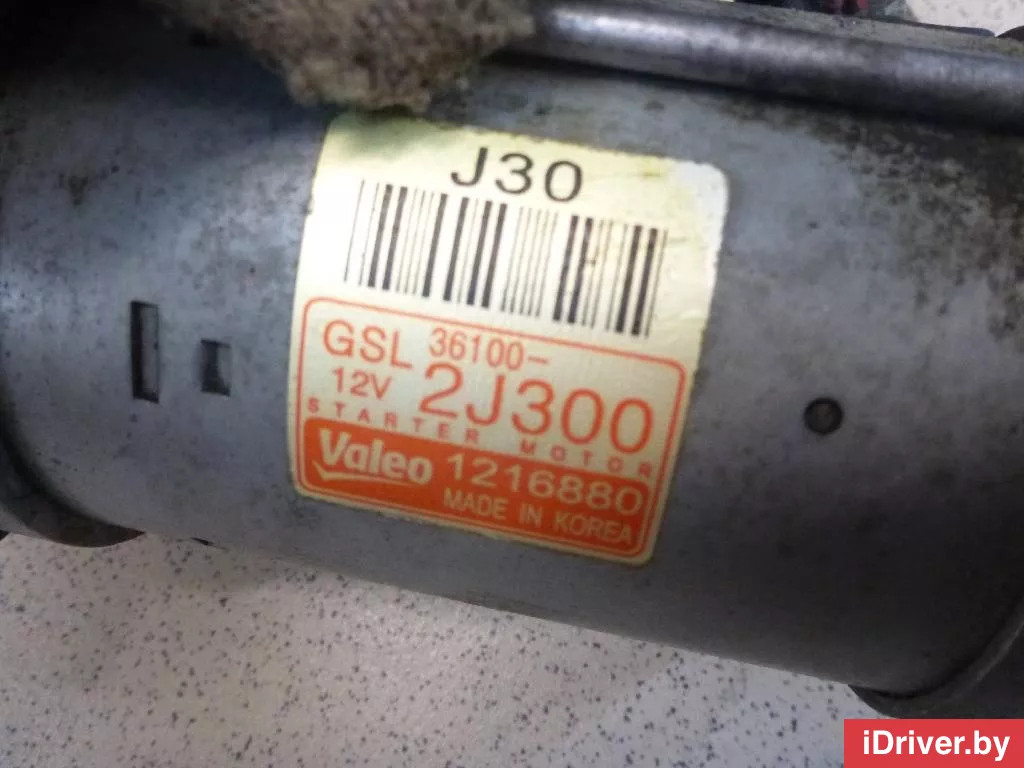 J30
GSL 36100-
12V 2J300
STARTER MOTOR
Valeo 1216880
MADE IN KOREA
iDriver.by